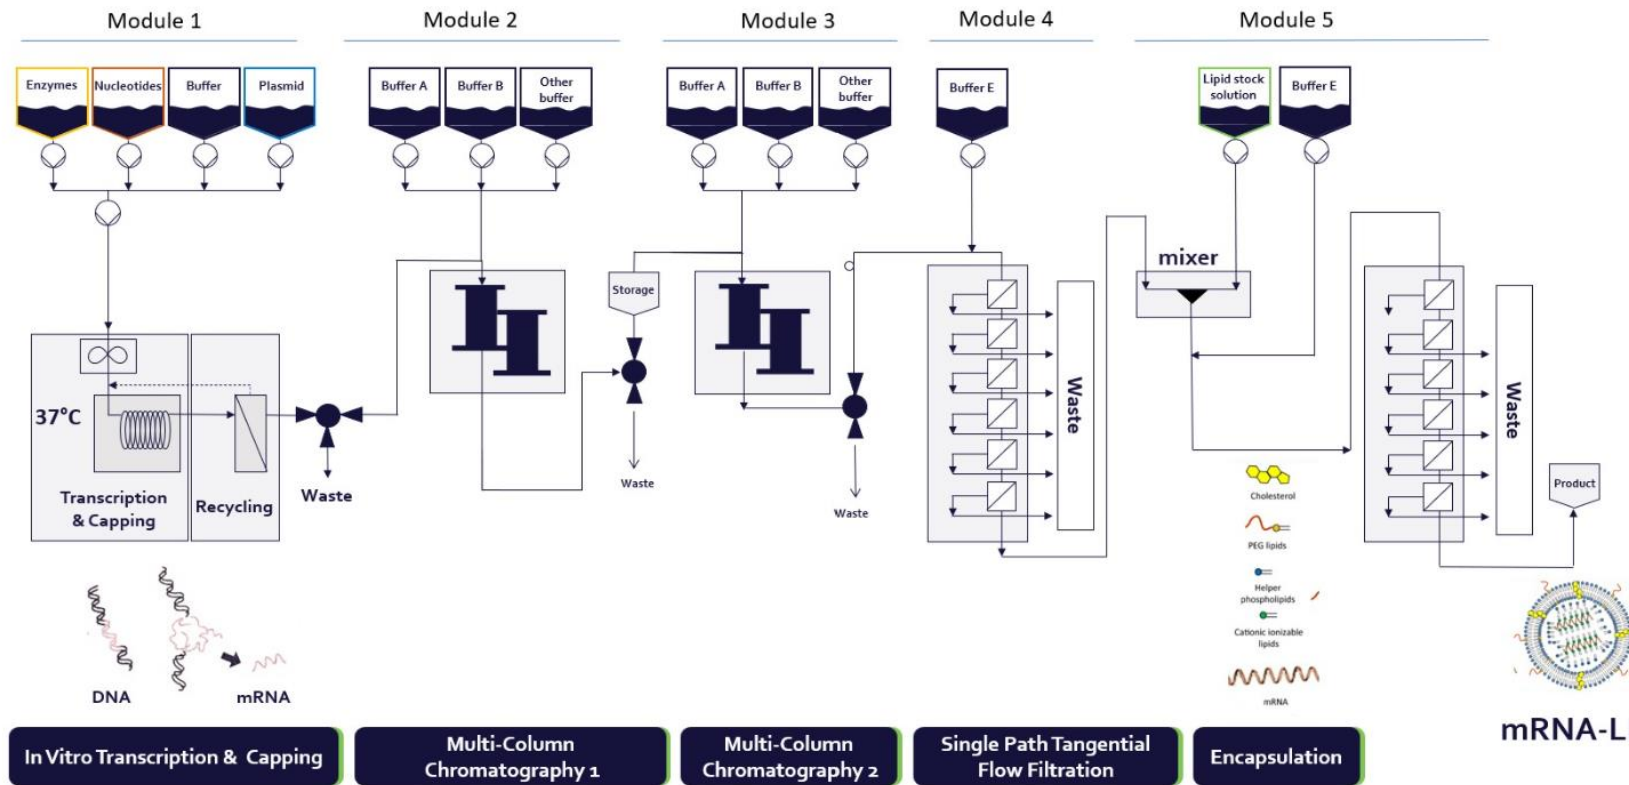 Module 1
Module 2
Module 3
Module 4
Module 5
Enzymes
Nucleotides
Buffer
Plasmid
Buffer A
Buffer B
Other
buffer
Buffer A
Buffer B
Other
buffer
Buffer E
Lipid stock
solution
Buffer E
mixer
Storage
37°C
Transcription
& Capping
Recycling
Waste
Waste
Waste
Waste
Waste
Product
Cholesterol
PEG lipids
Helper
phospholipids
Cationic ionizable
lipids
mRNA
DNA
mRNA
mRNA-L
In Vitro Transcription & Capping
Multi-Column
Chromatography 1
Multi-Column
Chromatography 2
Single Path Tangential
Flow Filtration
Encapsulation